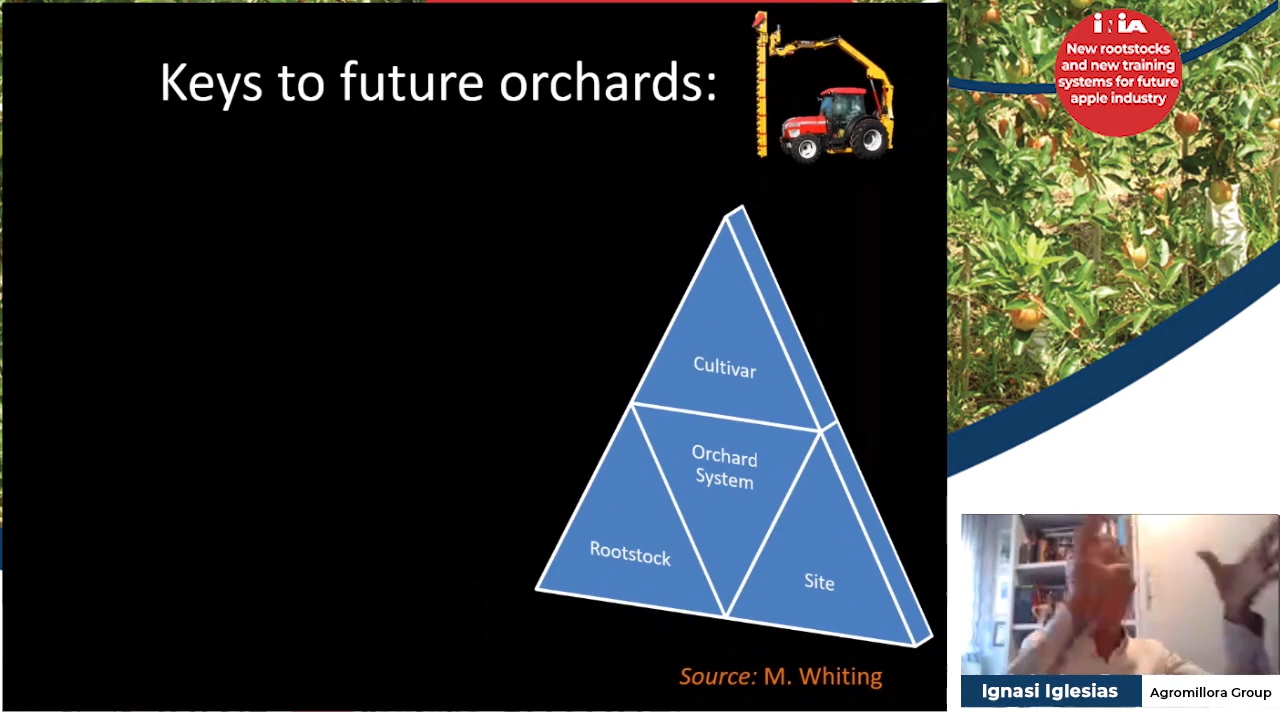 Keys to future orchards:
iNiA
New rootstocks
and new training
systems for future
apple industry
Cultivar
Orchard
System
Rootstock
Site
Source: M. Whiting
Ignasi Iglesias
Agromillora Group